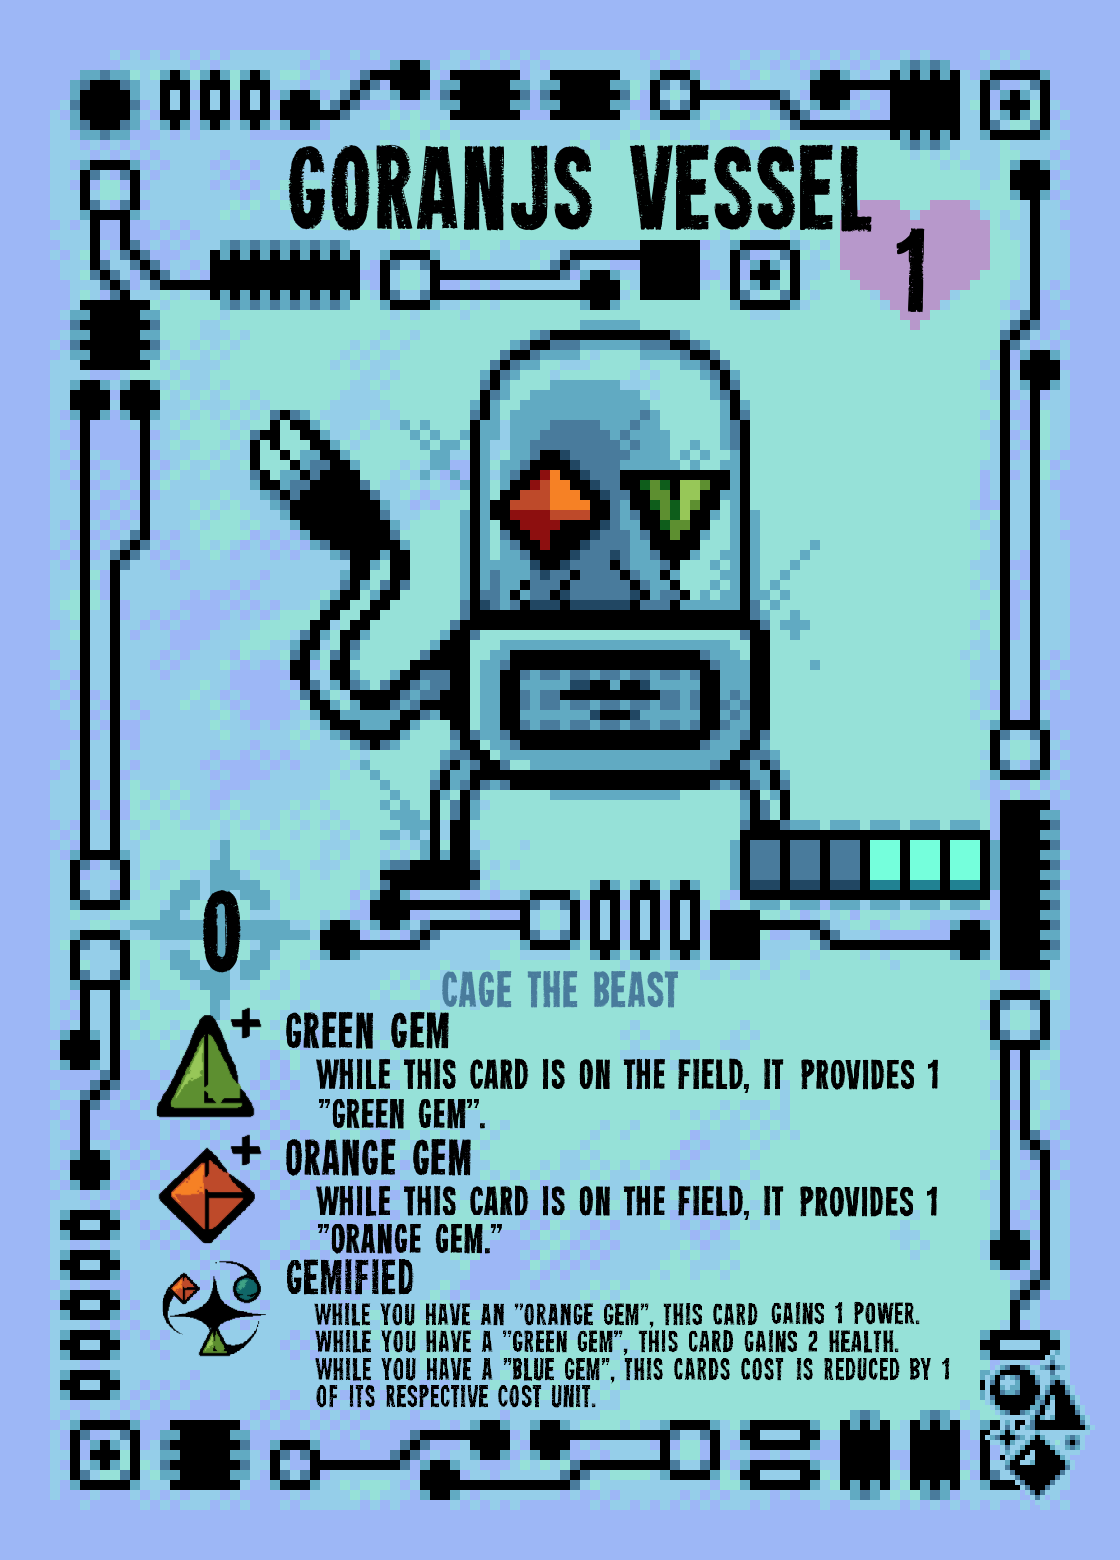 GORANJS VESSEL
1
0
CAGE THE BEAST
GREEN GEM
WHILE THIS CARD IS ON THE FIELD, IT PROVIDES 1
"GREEN GEM".
ORANGE GEM
WHILE THIS CARD IS ON THE FIELD, IT PROVIDES 1
"ORANGE GEM."
GEMIFIED
WHILE YOU HAVE AN "ORANGE GEM", THIS CARD GAINS 1 POWER.
WHILE YOU HAVE A "GREEN GEM", THIS CARD GAINS 2 HEALTH.
WHILE YOU HAVE A "BLUE GEM", THIS CARDS COST IS REDUCED BY 1
OF ITS RESPECTIVE COST UNIT.